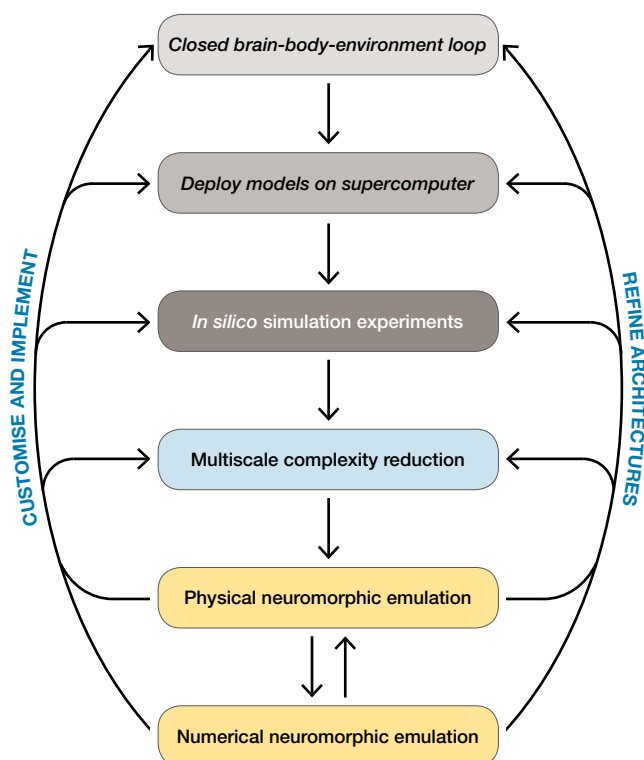 Closed brain-body-environment loop
Deploy models on supercomputer
In silico simulation experiments
Multiscale complexity reduction
Physical neuromorphic emulation
Numerical neuromorphic emulation
CUSTOMISE AND IMPLEMENT
REFINE ARCHITECTURES